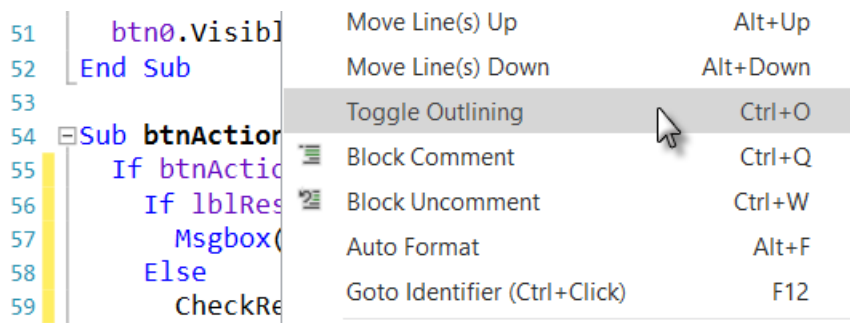 51 btn0.Visibl
52 End Sub
53
54 Sub btnAction
55 If btnActio
56 If lblRes
57 Msgbox(
58 Else
59 CheckRe
Move Line(s) Up Alt+Up
Move Line(s) Down Alt+Down
Toggle Outlining Ctrl+O
Block Comment Ctrl+Q
Block Uncomment Ctrl+W
Auto Format Alt+F
Goto Identifier (Ctrl+Click) F12